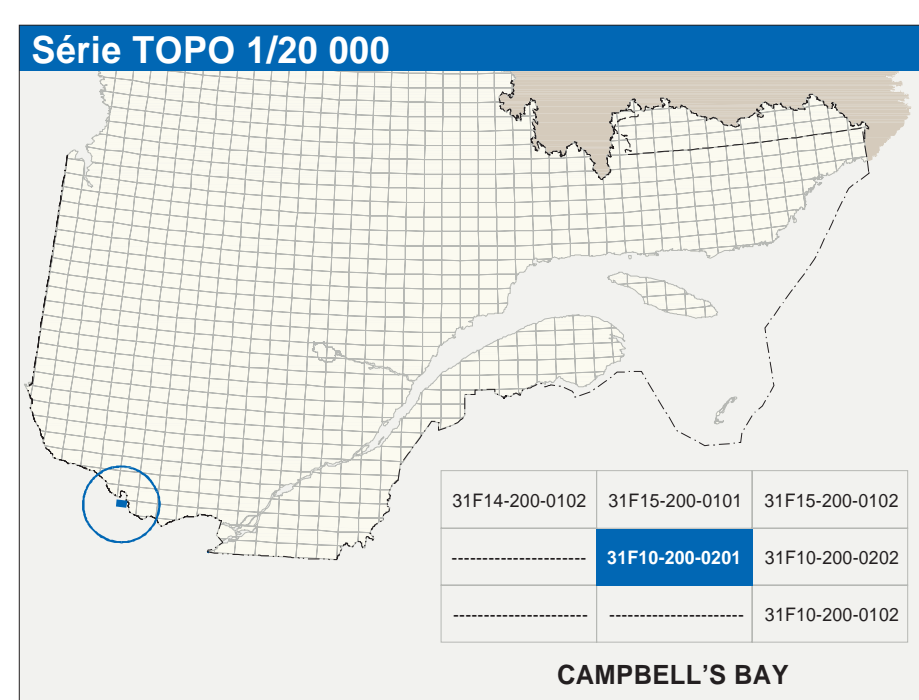 Série TOPO 1/20 000
31F14-200-0102 31F15-200-0101 31F15-200-0102
---------------------- 31F10-200-0201 31F10-200-0202
---------------------- ---------------------- 31F10-200-0102
CAMPBELL’S BAY